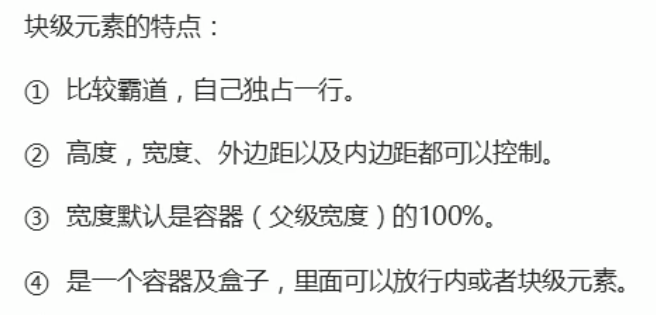 块级元素的特点：
① 比较霸道，自己独占一行。
② 高度，宽度、外边距以及内边距都可以控制。
③ 宽度默认是容器（父级宽度）的100%。
④ 是一个容器及盒子，里面可以放行内或者块级元素。